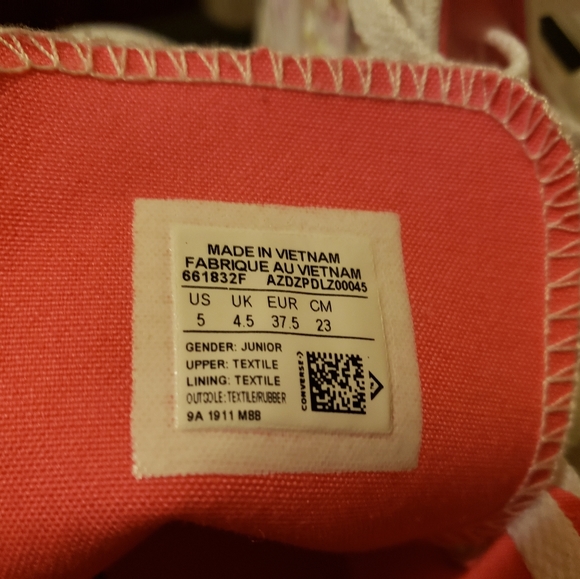 MADE IN VIETNAM
FABRIQUE AU VIETNAM
661832F AZDZPDLZ00045
US UK EUR CM
5 4.5 37.5 23
GENDER: JUNIOR
UPPER: TEXTILE
LINING: TEXTILE
OUTSOLE: TEXTILE/RUBBER
9A 1911 MBB
CONVERSE